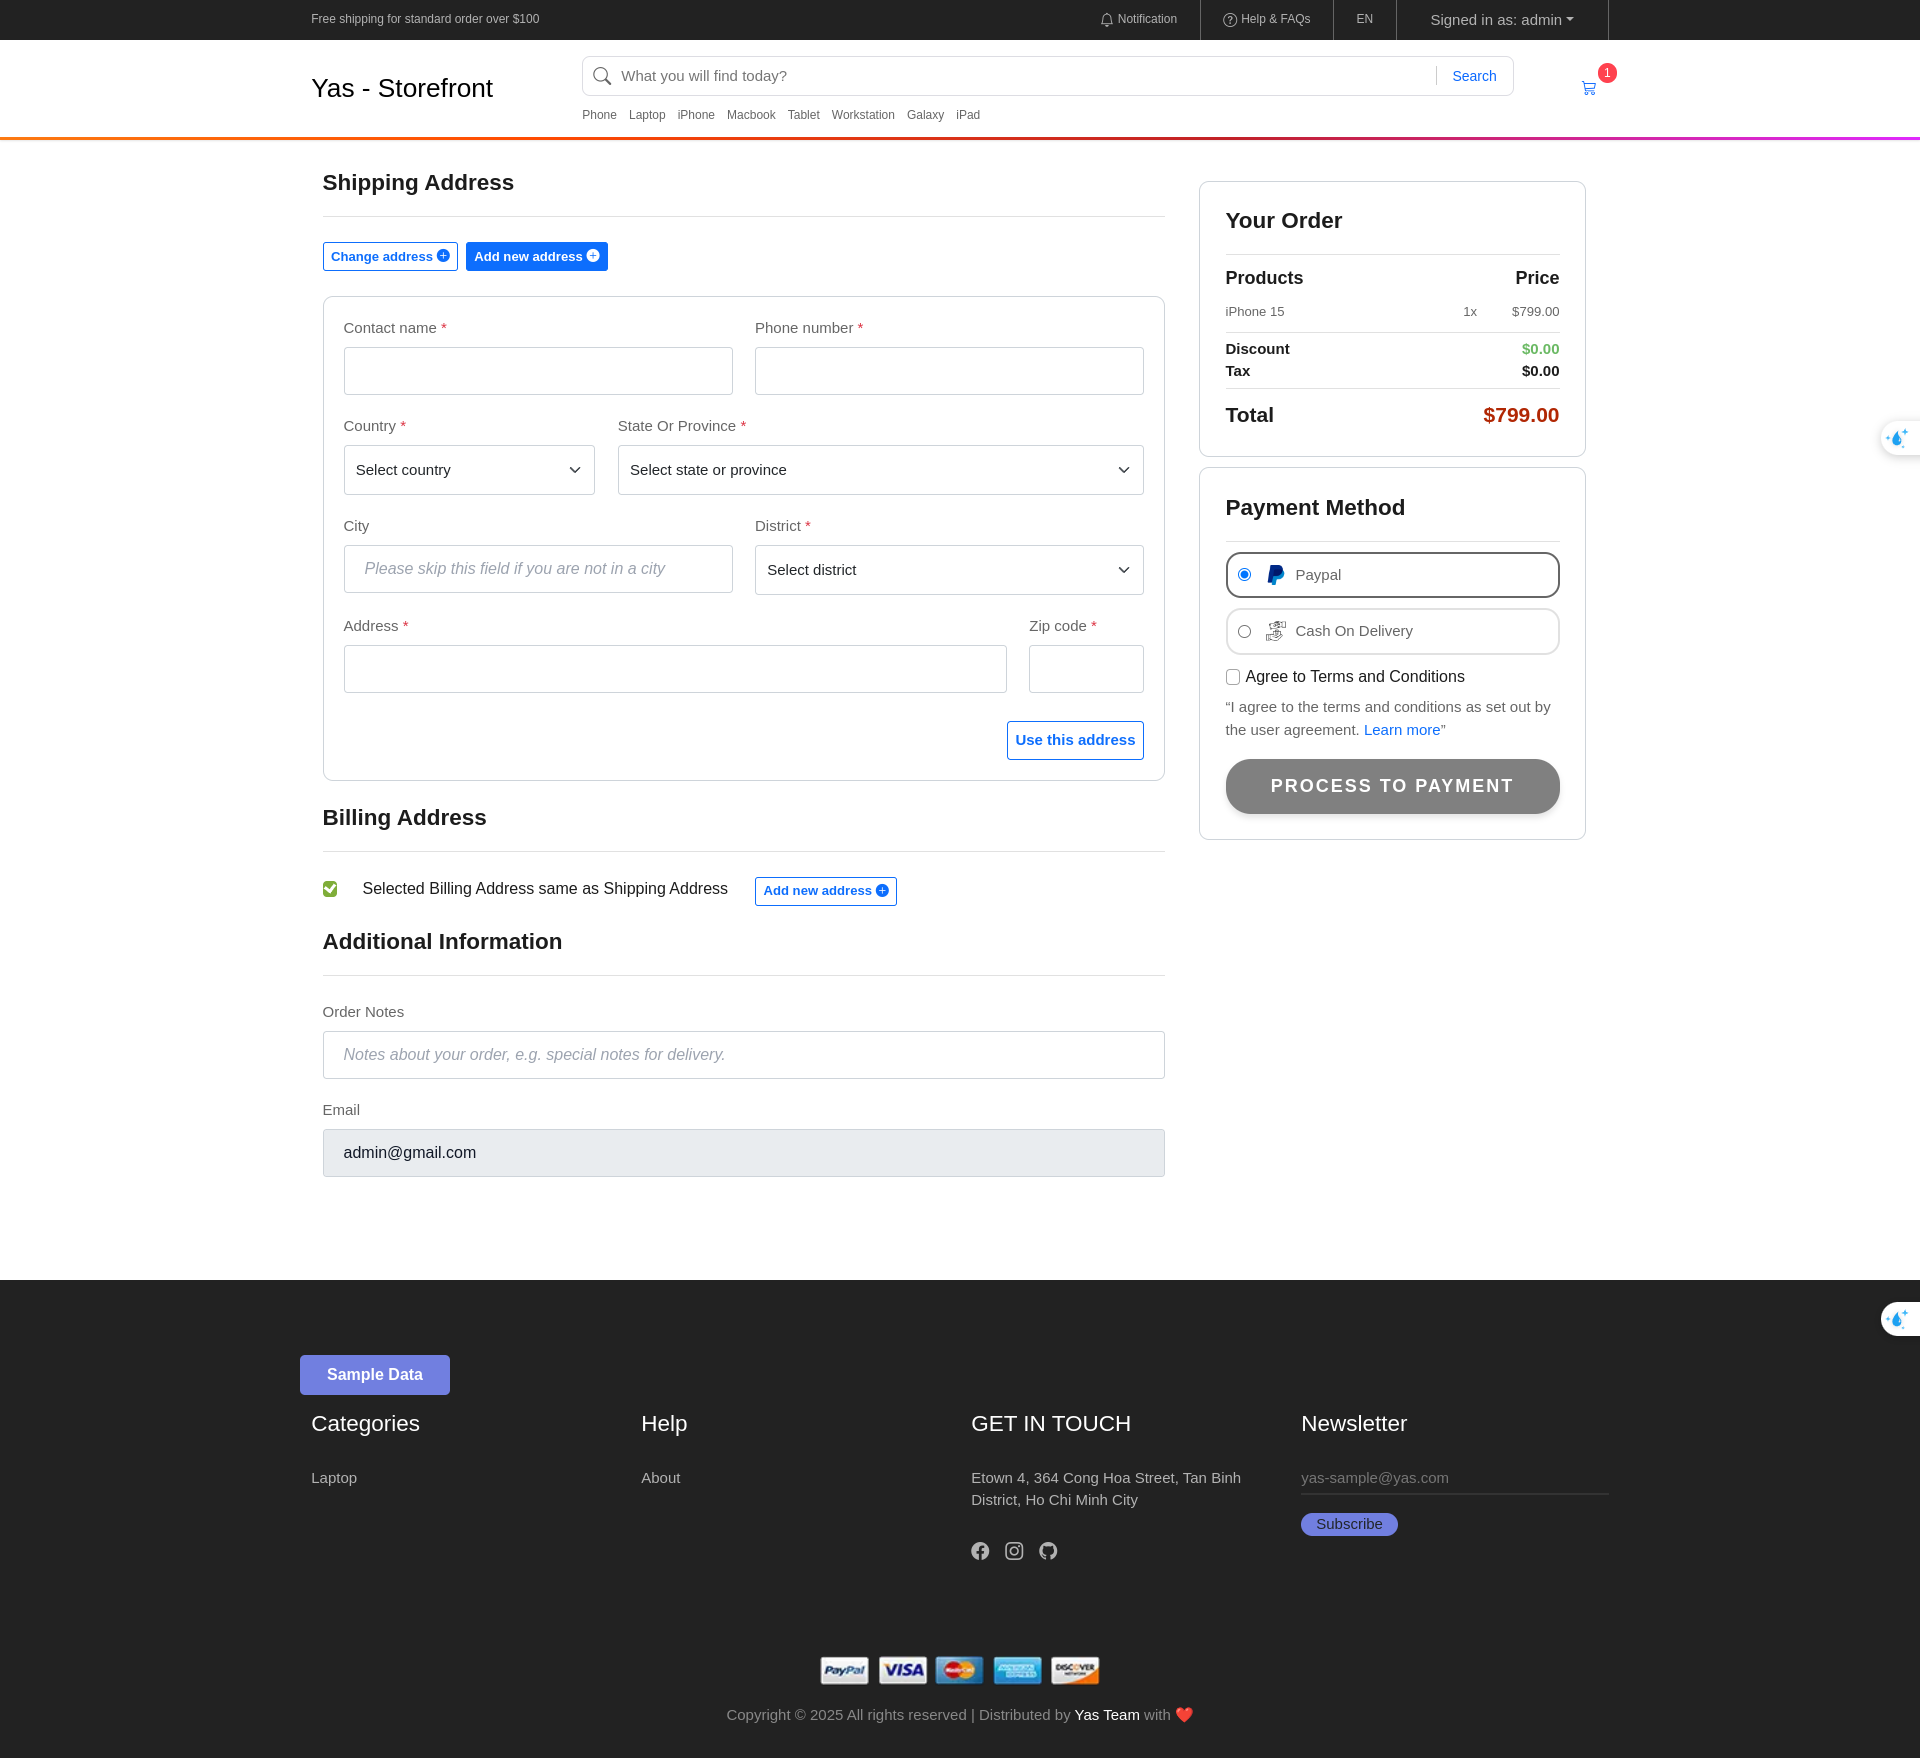 Free shipping for standard order over $100
Notification
Help & FAQs
EN
Signed in as: admin
Yas - Storefront
What you will find today?
Search
1
Phone Laptop iPhone Macbook Tablet Workstation Galaxy iPad
Shipping Address
Change address
Add new address
Contact name *
Phone number *
Country *
State Or Province *
Select country
Select state or province
City
District *
Please skip this field if you are not in a city
Select district
Address *
Zip code *
Use this address
Billing Address
Selected Billing Address same as Shipping Address
Add new address
Additional Information
Order Notes
Notes about your order, e.g. special notes for delivery.
Email
admin@gmail.com
Your Order
Products Price
iPhone 15 1x $799.00
Discount $0.00
Tax $0.00
Total $799.00
Payment Method
Paypal
Cash On Delivery
Agree to Terms and Conditions
“I agree to the terms and conditions as set out by
the user agreement. Learn more”
PROCESS TO PAYMENT
Sample Data
Categories
Laptop
Help
About
GET IN TOUCH
Etown 4, 364 Cong Hoa Street, Tan Binh
District, Ho Chi Minh City
Newsletter
yas-sample@yas.com
Subscribe
PayPal
VISA
MasterCard
AMERICAN EXPRESS
DISCOVER
NETWORK
Copyright © 2025 All rights reserved | Distributed by Yas Team with ❤️